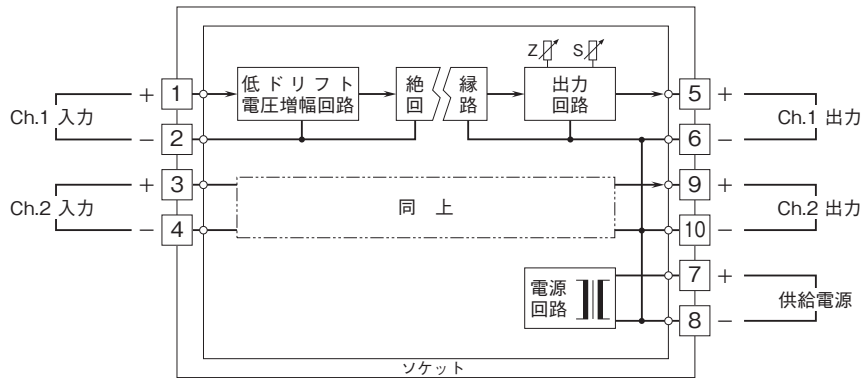 Z S
低ドリフト
電圧増幅回路
絶 縁
回 路
出力
回路
Ch.1 入力
+ 1
− 2
5 +
6 −
Ch.1 出力
Ch.2 入力
+ 3
− 4
同 上
9 +
10 −
Ch.2 出力
電源
回路
7 +
8 −
供給電源
ソケット